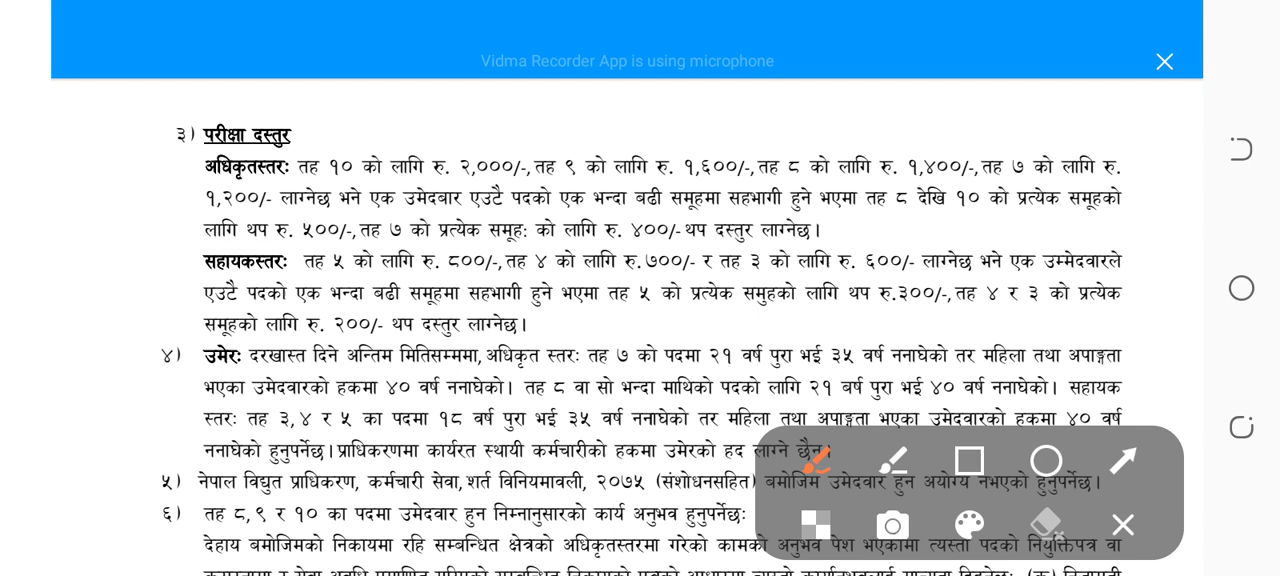 Vidma Recorder App is using microphone
३) परीक्षा दस्तुर
अधिकृतस्तरः तह १० को लागि रु. २,०००/-, तह ९ को लागि रु. १,६००/-, तह ८ को लागि रु. १,४००/-, तह ७ को लागि रु.
१,२००/- लाग्नेछ भने एक उमेदबार एउटै पदको एक भन्दा बढी समूहमा सहभागी हुने भएमा तह ८ देखि १० को प्रत्येक समूहको
लागि थप रु. ५००/-, तह ७ को प्रत्येक समूह: को लागि रु. ४००/- थप दस्तुर लाग्नेछ।
सहायकस्तरः तह ५ को लागि रु. ८००/-, तह ४ को लागि रु.७००/- र तह ३ को लागि रु. ६००/- लाग्नेछ भने एक उम्मेदवारले
एउटै पदको एक भन्दा बढी समूहमा सहभागी हुने भएमा तह ५ को प्रत्येक समुहको लागि थप रु.३००/-, तह ४ र ३ को प्रत्येक
समूहको लागि रु. २००/- थप दस्तुर लाग्नेछ।
४) उमेरः दरखास्त दिने अन्तिम मितिसम्ममा, अधिकृत स्तरः तह ७ को पदमा २१ वर्ष पुरा भई ३५ वर्ष ननाघेको तर महिला तथा अपाङ्गता
भएका उमेदवारको हकमा ४० वर्ष ननाघेको। तह ८ वा सो भन्दा माथिको पदको लागि २१ बर्ष पुरा भई ४० वर्ष ननाघेको। सहायक
स्तरः तह ३,४ र ५ का पदमा १८ वर्ष पुरा भई ३५ वर्ष ननाघेको तर महिला तथा अपाङ्गता भएका उमेदवारको हकमा ४० वर्ष
ननाघेको हुनुपर्नेछ। प्राधिकरणमा कार्यरत स्थायी कर्मचारीको हकमा उमेरको हद लाग्ने छैन।
५) नेपाल विद्युत प्राधिकरण, कर्मचारी सेवा, शर्त विनियमावली, २०७५ (संशोधनसहित) बमोजिम उमेदवार हुन अयोग्य नभएको हुनुपर्नेछ।
६) तह ८,९ र १० का पदमा उमेदवार हुन निम्नानुसारको कार्य अनुभव हुनुपर्नेछः
देहाय बमोजिमको निकायमा रहि सम्बन्धित क्षेत्रको अधिकृतस्तरमा गरेको कामको अनुभव पेश भएकामा त्यस्ता पदको नियुक्तिपत्र वा